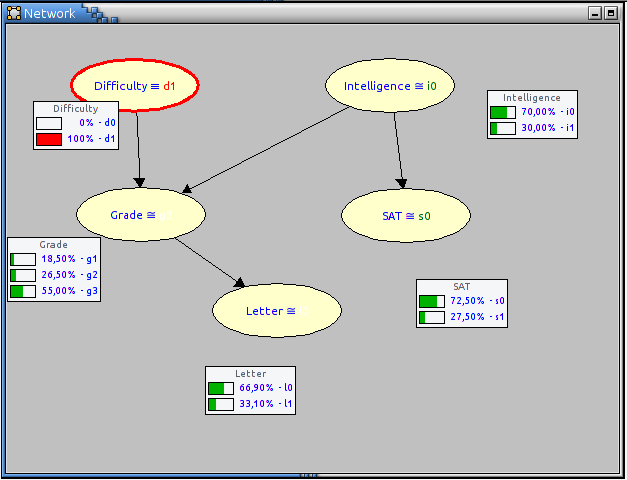 Network
Difficulty ≡ d1
Intelligence ≅ i0
Difficulty
0% - d0
100% - d1
Intelligence
70,00% - i0
30,00% - i1
Grade ≅
SAT ≅ s0
Grade
18,50% - g1
26,50% - g2
55,00% - g3
Letter ≅
SAT
72,50% - s0
27,50% - s1
Letter
66,90% - l0
33,10% - l1